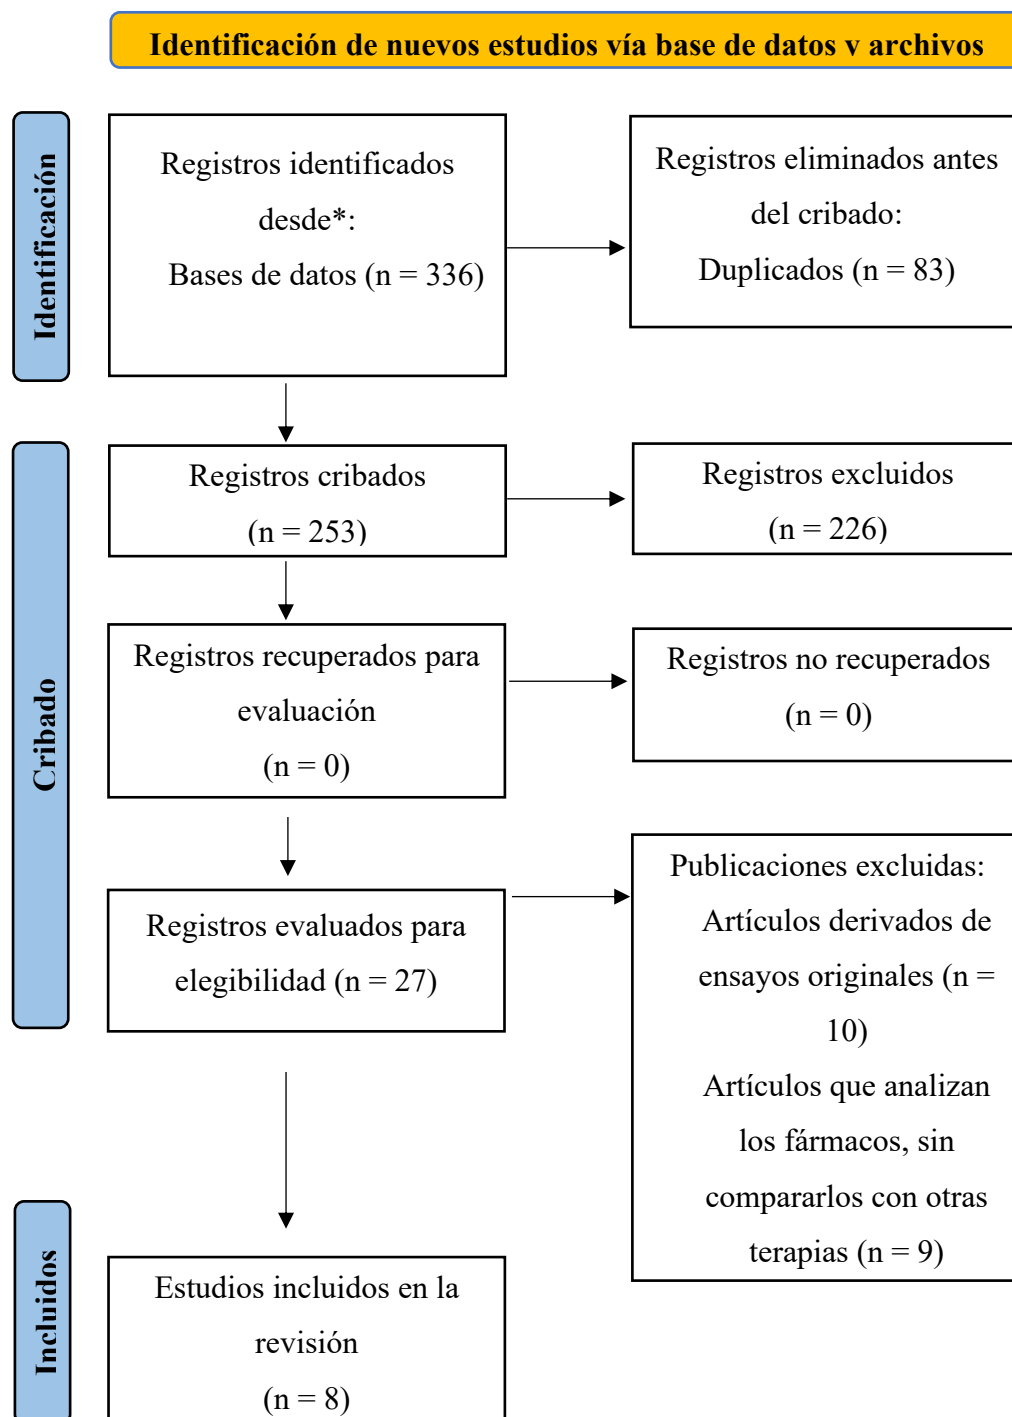 Identificación de nuevos estudios vía base de datos y archivos
Identificación
Registros identificados
desde*:
Bases de datos (n = 336)
Registros eliminados antes
del cribado:
Duplicados (n = 83)
Cribado
Registros cribados
(n = 253)
Registros excluidos
(n = 226)
Registros recuperados para
evaluación
(n = 0)
Registros no recuperados
(n = 0)
Registros evaluados para
elegibilidad (n = 27)
Publicaciones excluidas:
Artículos derivados de
ensayos originales (n =
10)
Artículos que analizan
los fármacos, sin
compararlos con otras
terapias (n = 9)
Incluidos
Estudios incluidos en la
revisión
(n = 8)